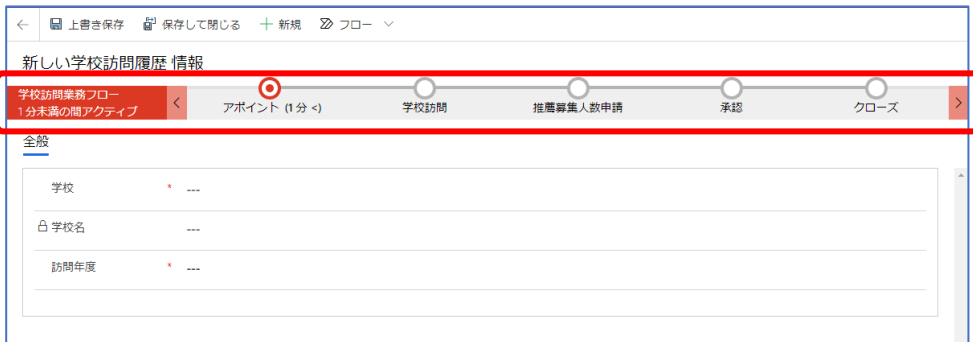 上書き保存 保存して閉じる 新規 フロー
新しい学校訪問履歴 情報
学校訪問業務フロー
1 分未満の間アクティブ
アポイント (1 分 <) 学校訪問 推薦募集人数申請 承認 クローズ
全般
学校 * ---
学校名 ---
訪問年度 * ---